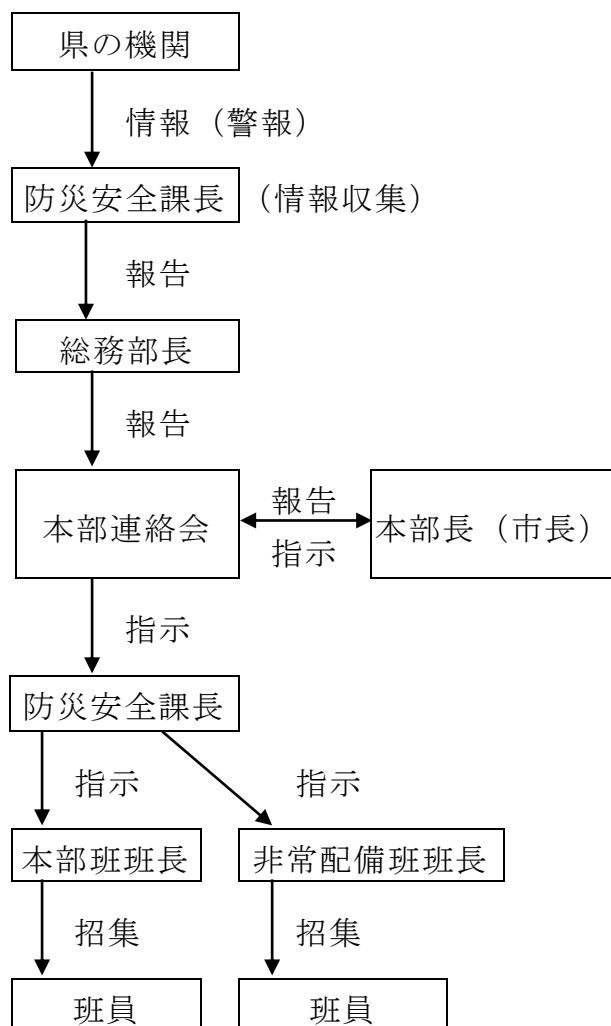 県の機関
情報（警報）
防災安全課長（情報収集）
報告
総務部長
報告
本部連絡会
報告
指示
本部長（市長）
指示
防災安全課長
指示 指示
本部班班長 非常配備班班長
招集 招集
班員 班員